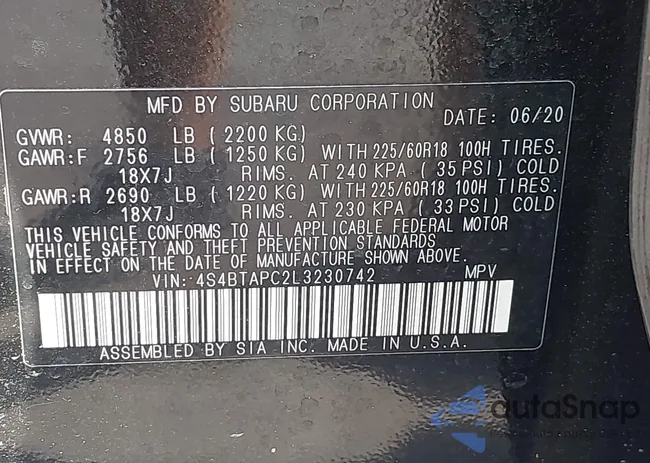 MFD BY SUBARU CORPORATION
DATE: 06/20
GVWR: 4850 LB (2200 KG)
GAWR:F 2756 LB (1250 KG) WITH 225/60R18 100H TIRES.
18X7J RIMS. AT 240 KPA (35 PSI) COLD
GAWR:R 2690 LB (1220 KG) WITH 225/60R18 100H TIRES.
18X7J RIMS. AT 230 KPA (33 PSI) COLD
THIS VEHICLE CONFORMS TO ALL APPLICABLE FEDERAL MOTOR
VEHICLE SAFETY AND THEFT PREVENTION STANDARDS
IN EFFECT ON THE DATE OF MANUFACTURE SHOWN ABOVE.
VIN: 4S4BTAPC2L3230742 MPV
ASSEMBLED BY SIA INC. MADE IN U.S.A.
autoSnap